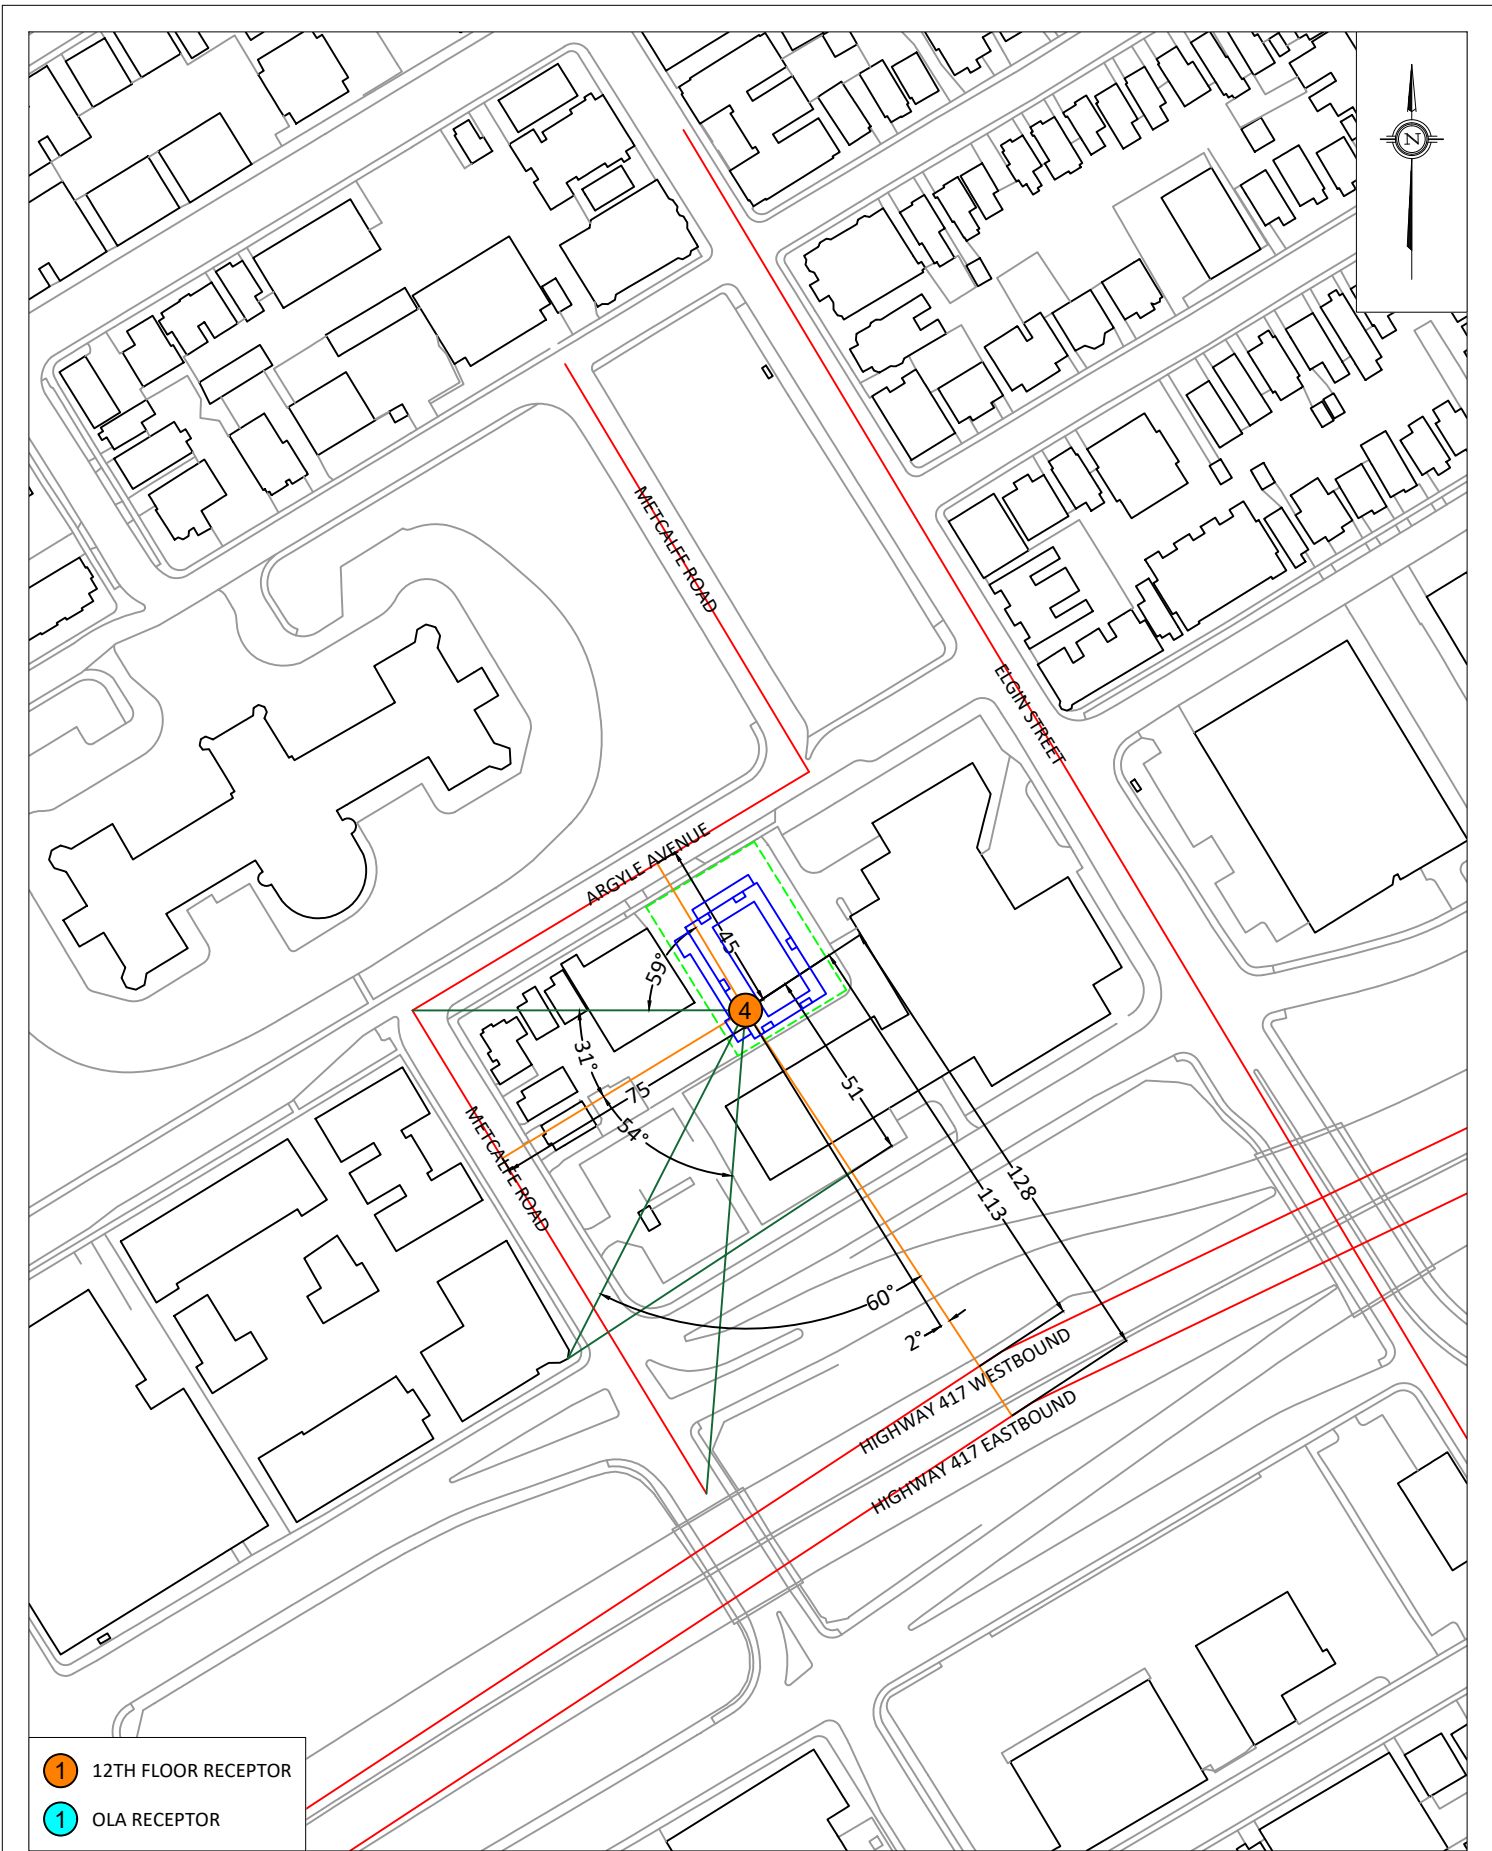 N
METCALFE ROAD
ELGIN STREET
ARGYLE AVENUE
45
59°
4
31°
75
54°
51
METCALFE ROAD
128
113
60°
2°
HIGHWAY 417 WESTBOUND
HIGHWAY 417 EASTBOUND
1 12TH FLOOR RECEPTOR
1 OLA RECEPTOR